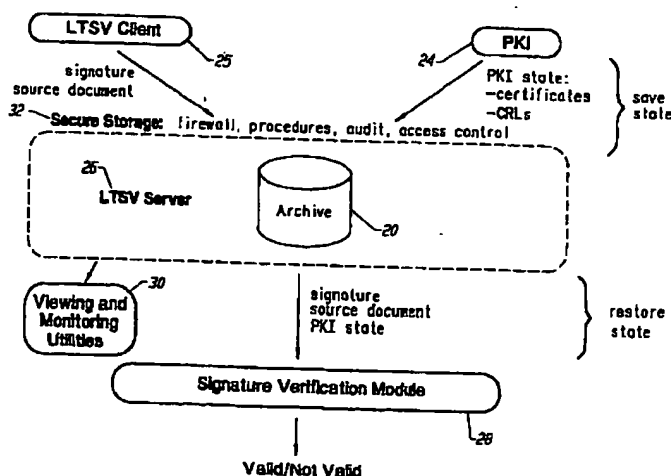 LTSV Client
25
24
PKI
signature
source document
PKI state:
-certificates
-CRLs
save
state
32
Secure Storage: firewall, procedures, audit, access control
26
LTSV Server
Archive
20
30
Viewing and
Monitoring
Utilities
signature
source document
PKI state
restore
state
Signature Verification Module
28
Valid/Not Valid